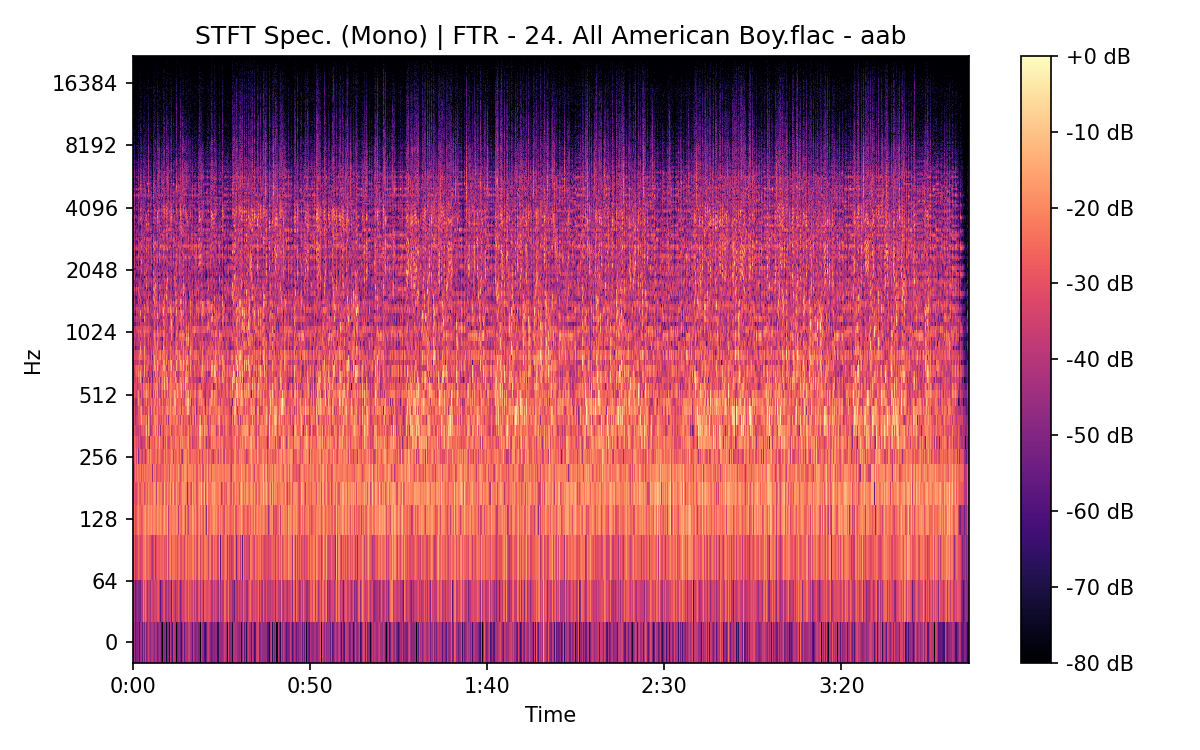 STFT Spec. (Mono) | FTR - 24. All American Boy.flac - aab
16384
8192
4096
2048
1024
512
256
128
64
0
Hz
0:00 0:50 1:40 2:30 3:20
Time
+0 dB
-10 dB
-20 dB
-30 dB
-40 dB
-50 dB
-60 dB
-70 dB
-80 dB